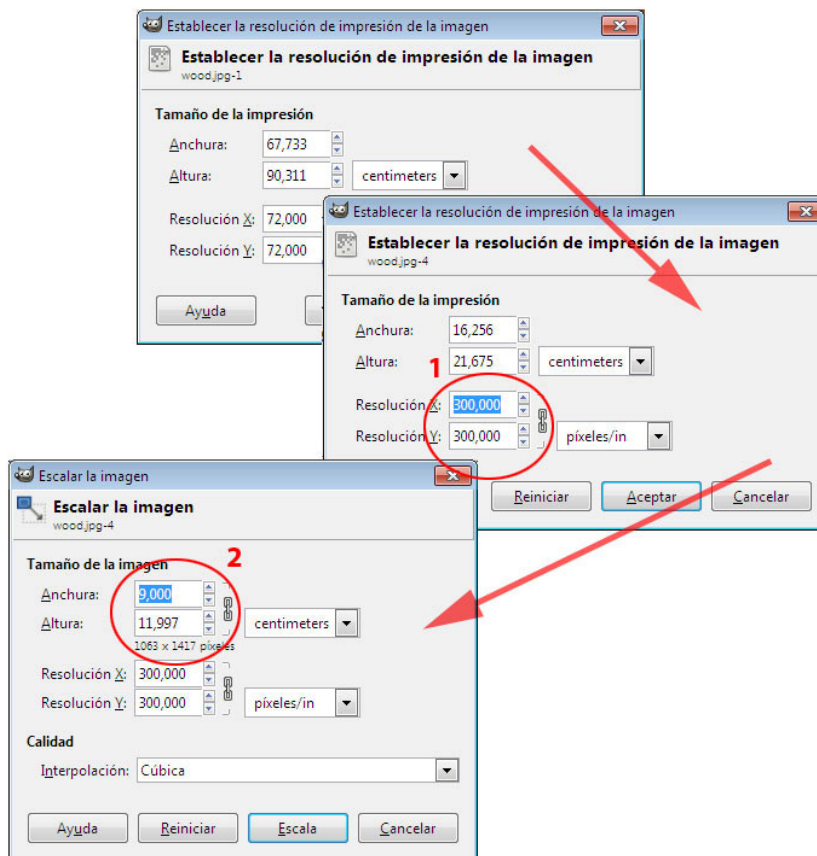 Establecer la resolución de impresión de la imagen
Establecer la resolución de impresión de la imagen
wood.jpg-1
Tamaño de la impresión
Anchura: 67,733
Altura: 90,311 centimeters
Resolución X: 72,000
Resolución Y: 72,000
Ayuda
Establecer la resolución de impresión de la imagen
Establecer la resolución de impresión de la imagen
wood.jpg-4
Tamaño de la impresión
Anchura: 16,256
Altura: 21,675 centimeters
1
Resolución X: 300,000
Resolución Y: 300,000 píxeles/in
Reiniciar Aceptar Cancelar
Escalar la imagen
Escalar la imagen
wood.jpg-4
2
Tamaño de la imagen
Anchura: 9,000
Altura: 11,997 centimeters
1063 x 1417 píxeles
Resolución X: 300,000
Resolución Y: 300,000 píxeles/in
Calidad
Interpolación: Cúbica
Ayuda Reiniciar Escala Cancelar